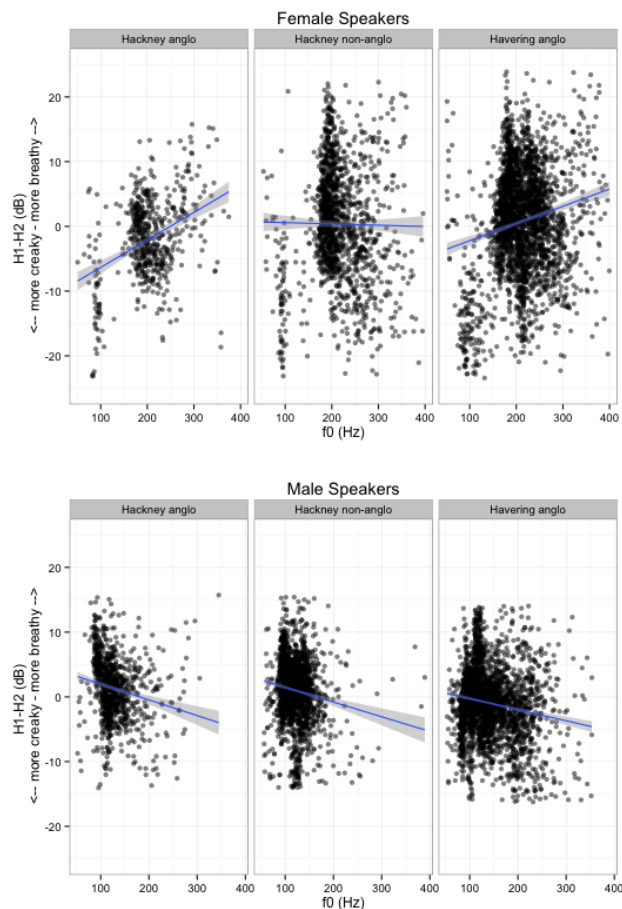 Female Speakers
Hackney anglo
Hackney non-anglo
Havering anglo
H1-H2 (dB)
<-- more creaky - more breathy -->
20
10
0
-10
-20
100 200 300 400
100 200 300 400
100 200 300 400
f0 (Hz)
Male Speakers
Hackney anglo
Hackney non-anglo
Havering anglo
H1-H2 (dB)
<-- more creaky - more breathy -->
20
10
0
-10
-20
100 200 300 400
100 200 300 400
100 200 300 400
f0 (Hz)